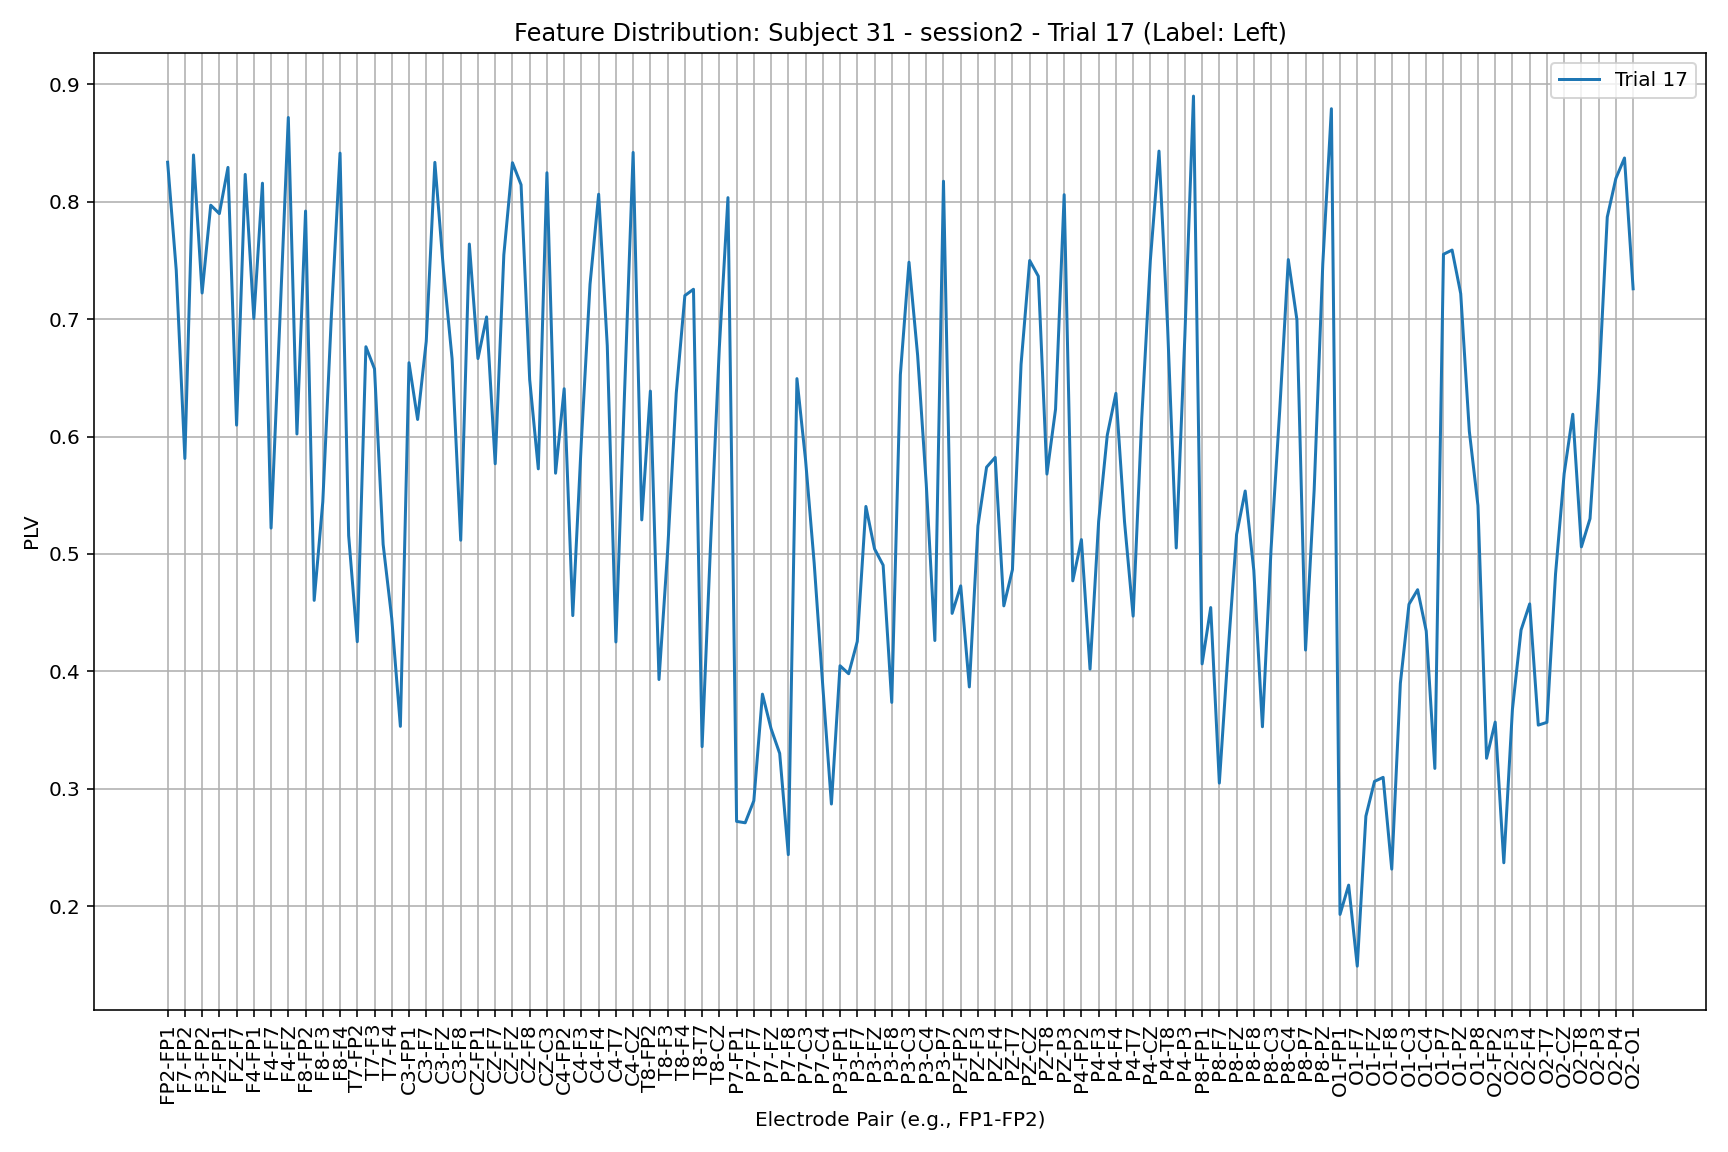 Feature Distribution: Subject 31 - session2 - Trial 17 (Label: Left)
Trial 17
PLV
0.9
0.8
0.7
0.6
0.5
0.4
0.3
0.2
FP2-FP1
F7-FP2
F3-FP2
FZ-FP1
FZ-F7
F4-FP1
F4-F7
F4-FZ
F8-FP2
F8-F3
F8-F4
T7-FP2
T7-F3
T7-F4
C3-FP1
C3-F7
C3-FZ
C3-F8
CZ-FP1
CZ-F7
CZ-FZ
CZ-F8
CZ-C3
C4-FP2
C4-F3
C4-F4
C4-T7
C4-CZ
T8-FP2
T8-F3
T8-F4
T8-T7
T8-CZ
P7-FP1
P7-F7
P7-FZ
P7-F8
P7-C3
P7-C4
P3-FP1
P3-F7
P3-FZ
P3-F8
P3-C3
P3-C4
P3-P7
PZ-FP2
PZ-F3
PZ-F4
PZ-T7
PZ-CZ
PZ-T8
PZ-P3
P4-FP2
P4-F3
P4-F4
P4-T7
P4-CZ
P4-T8
P4-P3
P8-FP1
P8-F7
P8-FZ
P8-F8
P8-C3
P8-C4
P8-P7
P8-PZ
O1-FP1
O1-F7
O1-FZ
O1-F8
O1-C3
O1-C4
O1-P7
O1-PZ
O1-P8
O2-FP2
O2-F3
O2-F4
O2-T7
O2-CZ
O2-T8
O2-P3
O2-P4
O2-O1
Electrode Pair (e.g., FP1-FP2)